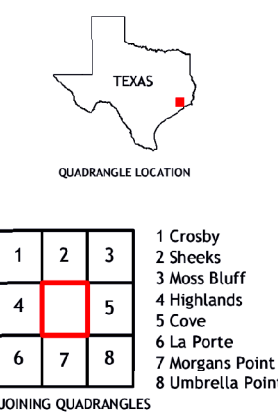 TEXAS
QUADRANGLE LOCATION
1 2 3
4 5
6 7 8
1 Crosby
2 Sheeks
3 Moss Bluff
4 Highlands
5 Cove
6 La Porte
7 Morgans Point
8 Umbrella Poin
JOINING QUADRANGLES